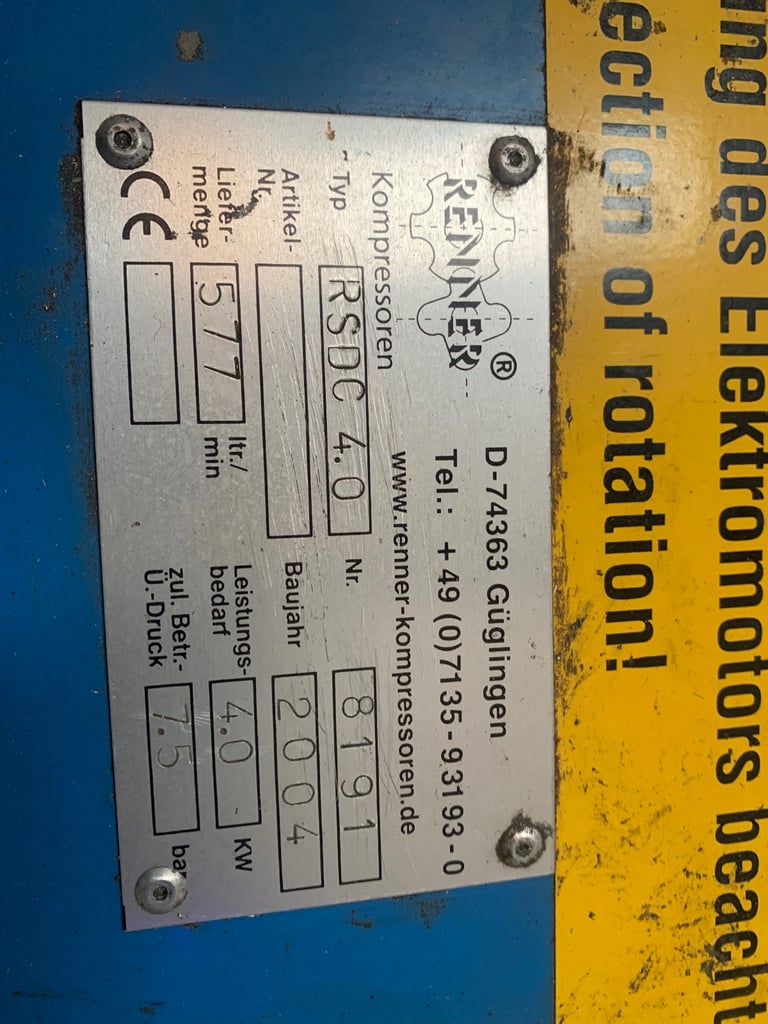 ung des Elektromotors beacht
ection of rotation!
RENNER®
Kompressoren
D-74363 Güglingen
Tel.: +49 (0)7135-93193-0
www.renner-kompressoren.de
Typ RSDC 4.0 Nr. 8191
Artikel-Nr. Baujahr 2004
Liefer-menge 577 ltr./min Leistungs-bedarf 4.0 KW
CE zul. Betr.-Ü.-Druck 7.5 bar